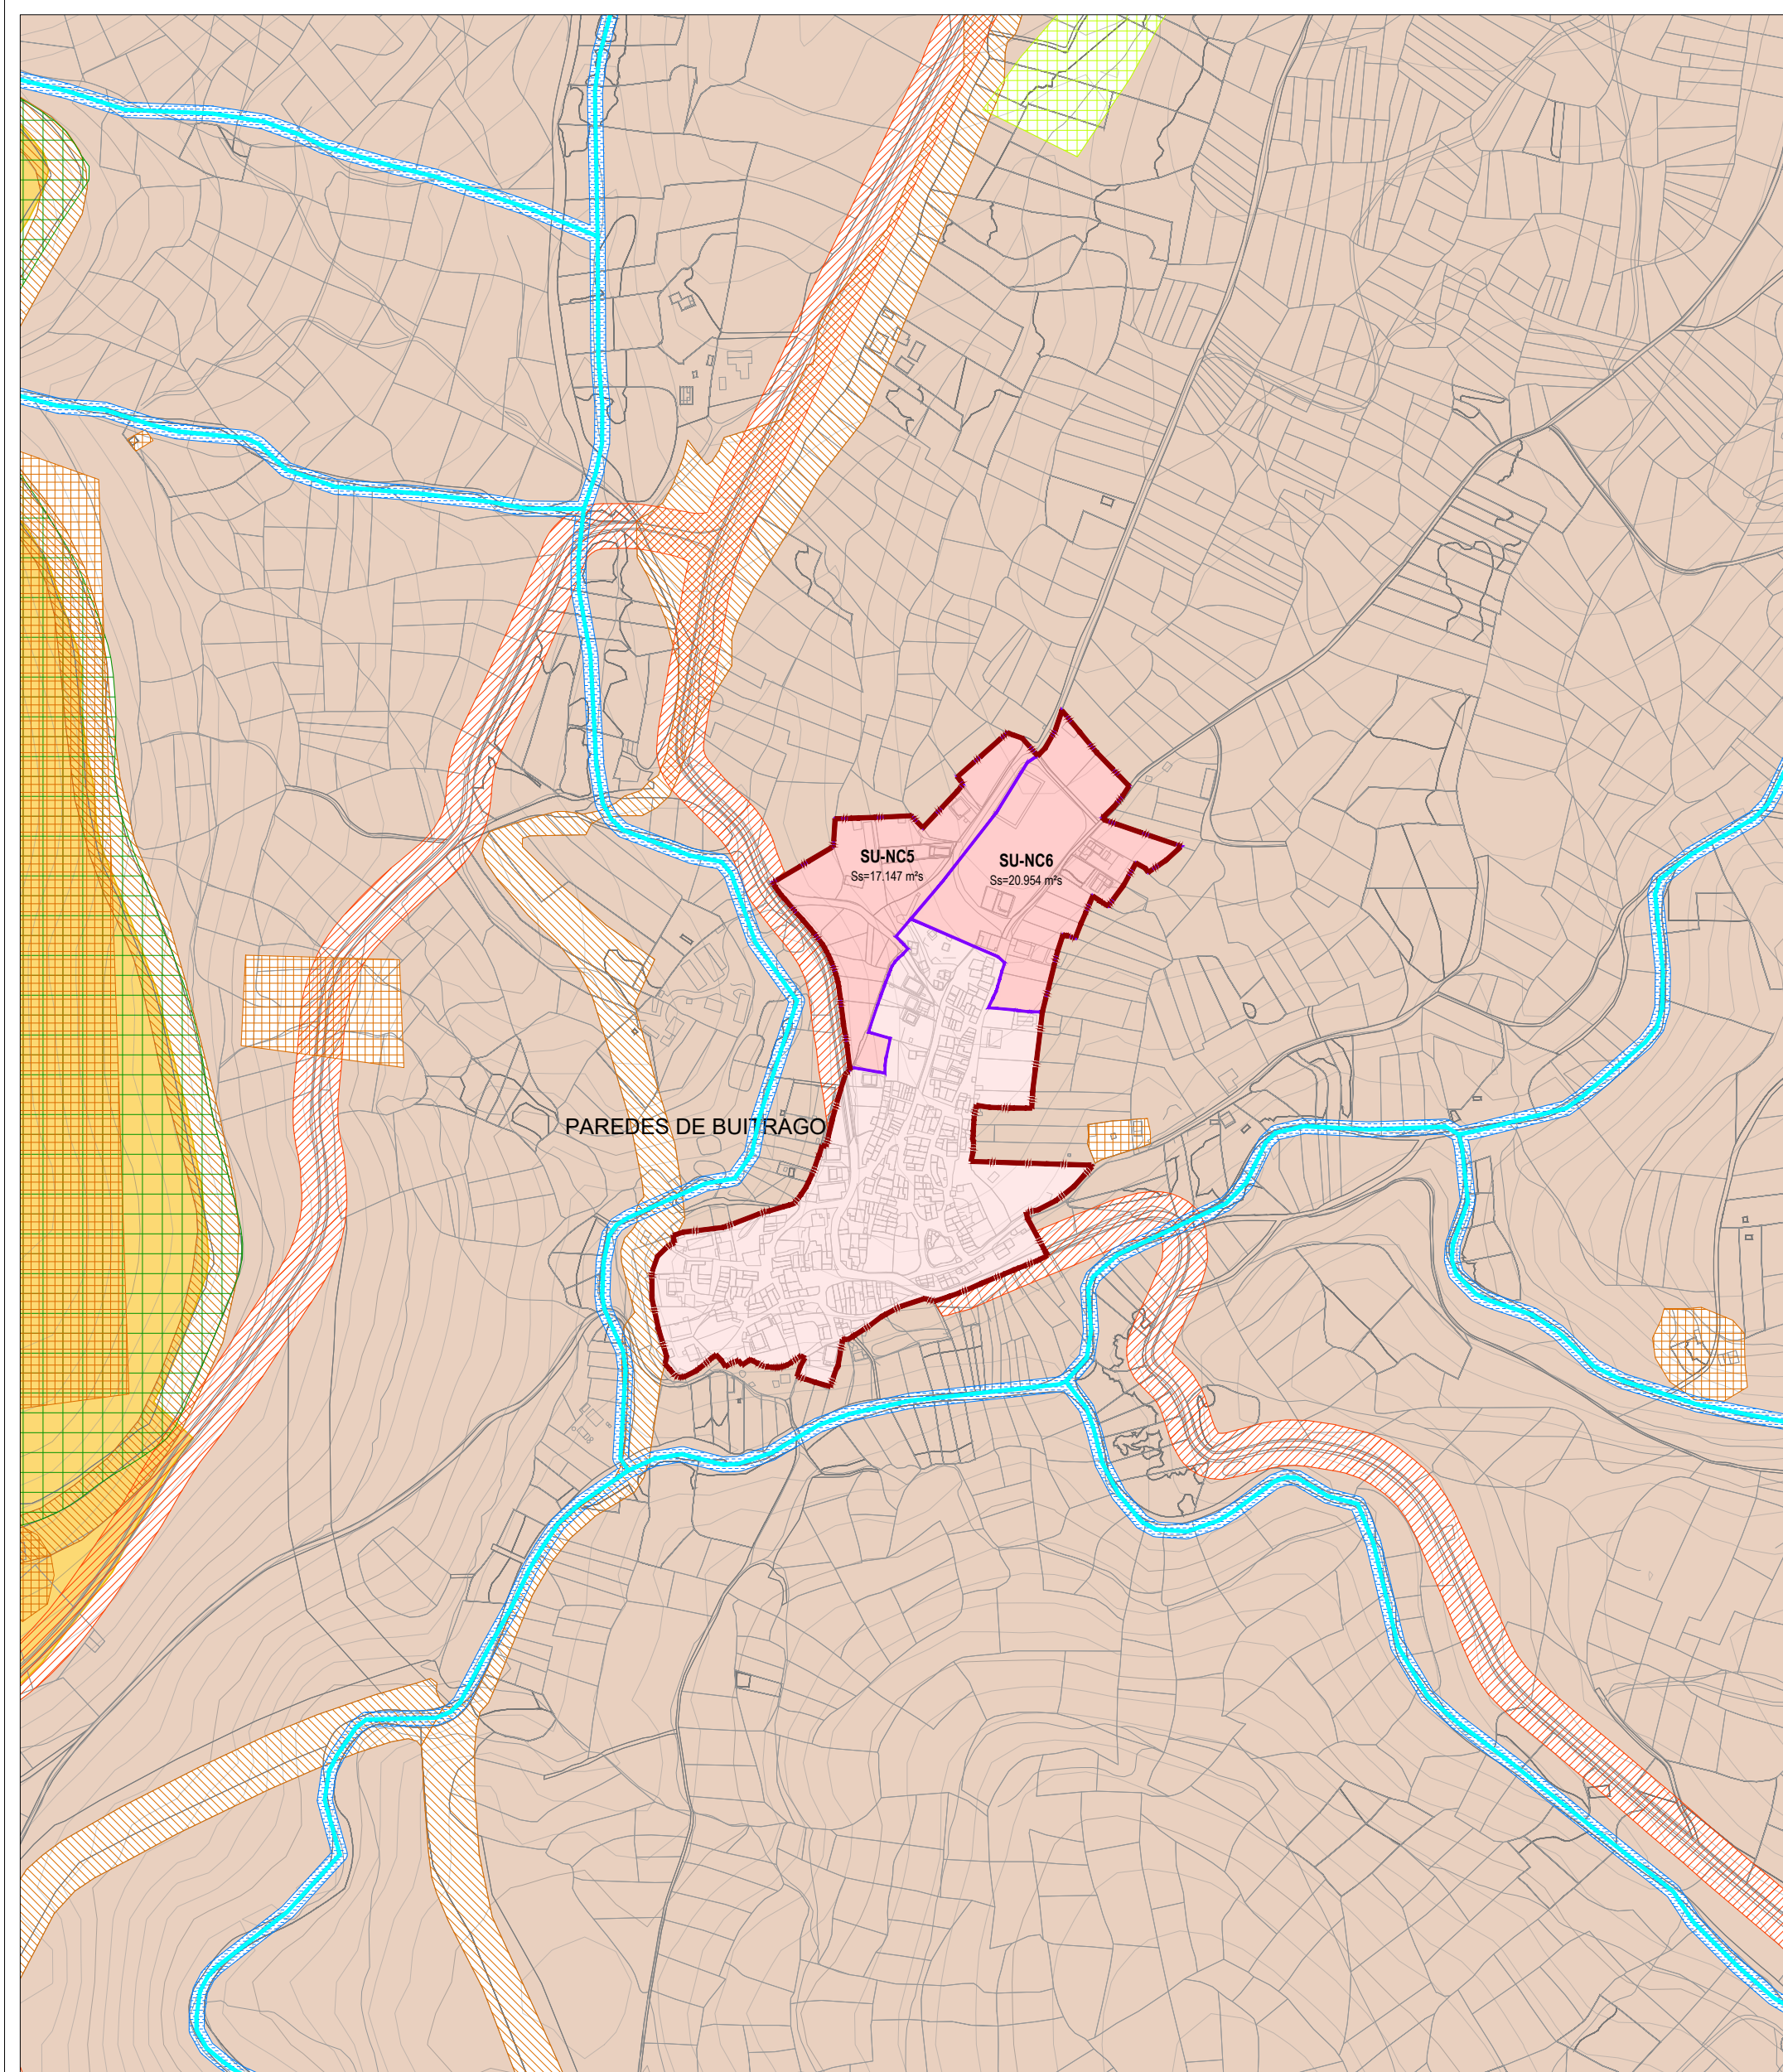 SU-NC5
Ss=17.147 m²s
SU-NC6
Ss=20.954 m²s
PAREDES DE BUITRAGO